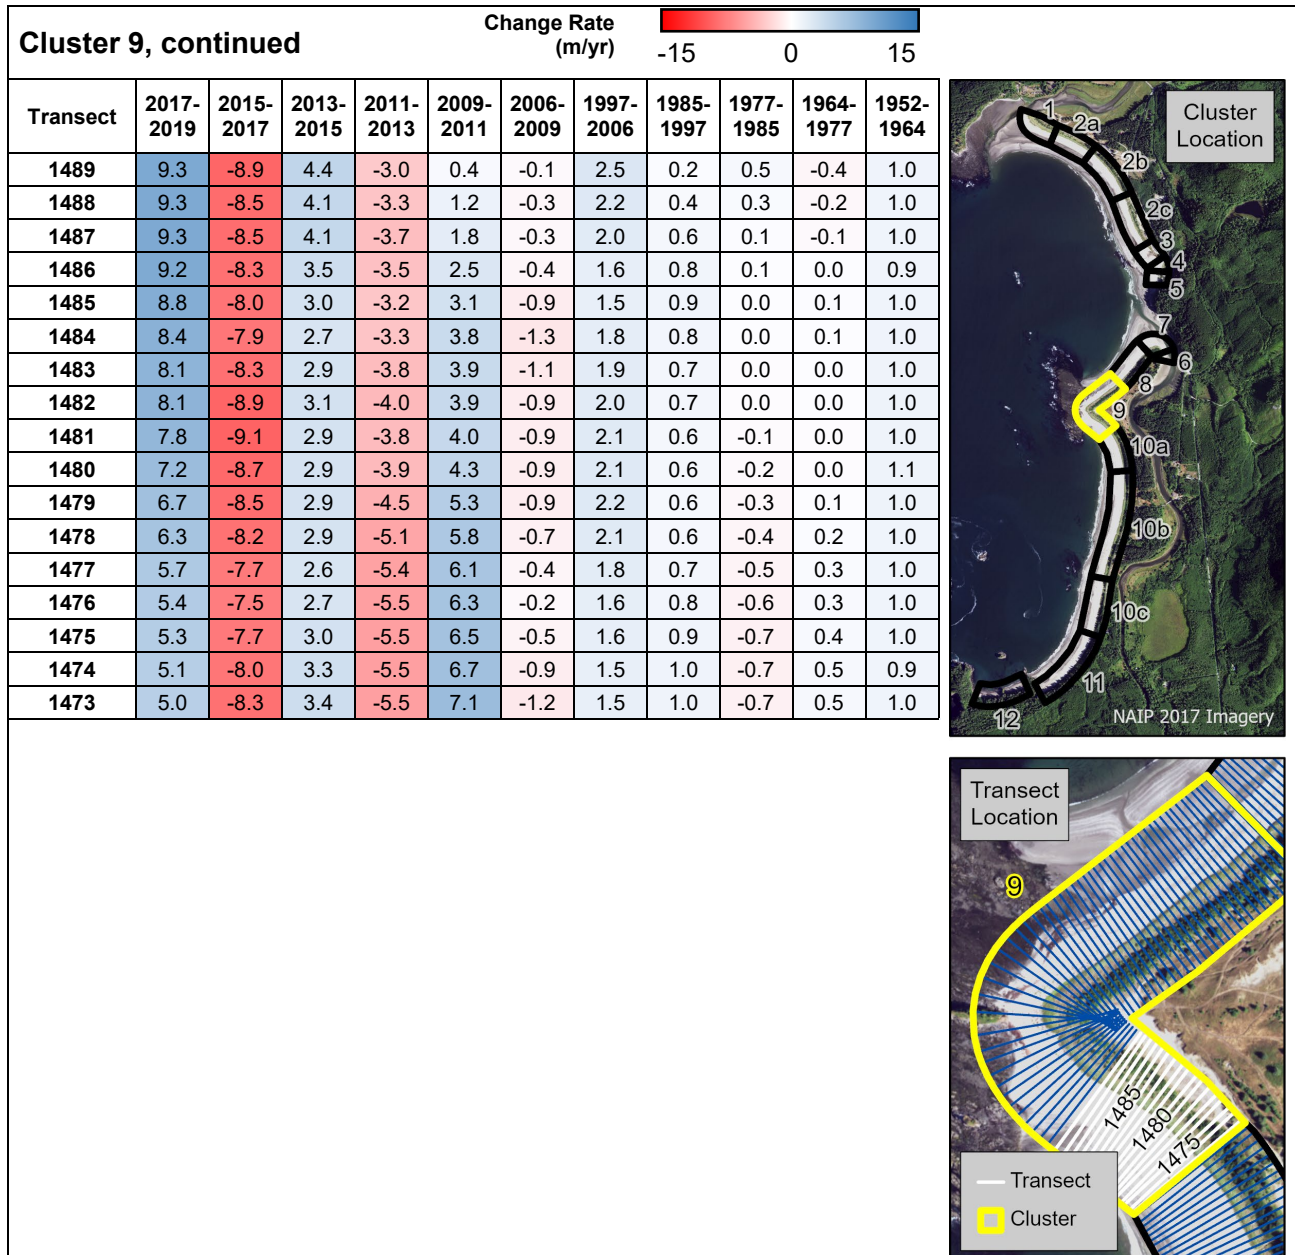 Cluster 9, continued
Change Rate
(m/yr)
-15 0 15
Transect 2017-2019 2015-2017 2013-2015 2011-2013 2009-2011 2006-2009 1997-2006 1985-1997 1977-1985 1964-1977 1952-1964
1489 9.3 -8.9 4.4 -3.0 0.4 -0.1 2.5 0.2 0.5 -0.4 1.0
1488 9.3 -8.5 4.1 -3.3 1.2 -0.3 2.2 0.4 0.3 -0.2 1.0
1487 9.3 -8.5 4.1 -3.7 1.8 -0.3 2.0 0.6 0.1 -0.1 1.0
1486 9.2 -8.3 3.5 -3.5 2.5 -0.4 1.6 0.8 0.1 0.0 0.9
1485 8.8 -8.0 3.0 -3.2 3.1 -0.9 1.5 0.9 0.0 0.1 1.0
1484 8.4 -7.9 2.7 -3.3 3.8 -1.3 1.8 0.8 0.0 0.1 1.0
1483 8.1 -8.3 2.9 -3.8 3.9 -1.1 1.9 0.7 0.0 0.0 1.0
1482 8.1 -8.9 3.1 -4.0 3.9 -0.9 2.0 0.7 0.0 0.0 1.0
1481 7.8 -9.1 2.9 -3.8 4.0 -0.9 2.1 0.6 -0.1 0.0 1.0
1480 7.2 -8.7 2.9 -3.9 4.3 -0.9 2.1 0.6 -0.2 0.0 1.1
1479 6.7 -8.5 2.9 -4.5 5.3 -0.9 2.2 0.6 -0.3 0.1 1.0
1478 6.3 -8.2 2.9 -5.1 5.8 -0.7 2.1 0.6 -0.4 0.2 1.0
1477 5.7 -7.7 2.6 -5.4 6.1 -0.4 1.8 0.7 -0.5 0.3 1.0
1476 5.4 -7.5 2.7 -5.5 6.3 -0.2 1.6 0.8 -0.6 0.3 1.0
1475 5.3 -7.7 3.0 -5.5 6.5 -0.5 1.6 0.9 -0.7 0.4 1.0
1474 5.1 -8.0 3.3 -5.5 6.7 -0.9 1.5 1.0 -0.7 0.5 0.9
1473 5.0 -8.3 3.4 -5.5 7.1 -1.2 1.5 1.0 -0.7 0.5 1.0
Cluster
Location
1
2a
2b
2c
3
4
5
7
6
8
9
10a
10b
10c
11
12
NAIP 2017 Imagery
Transect
Location
9
1485
1480
1475
Transect
Cluster